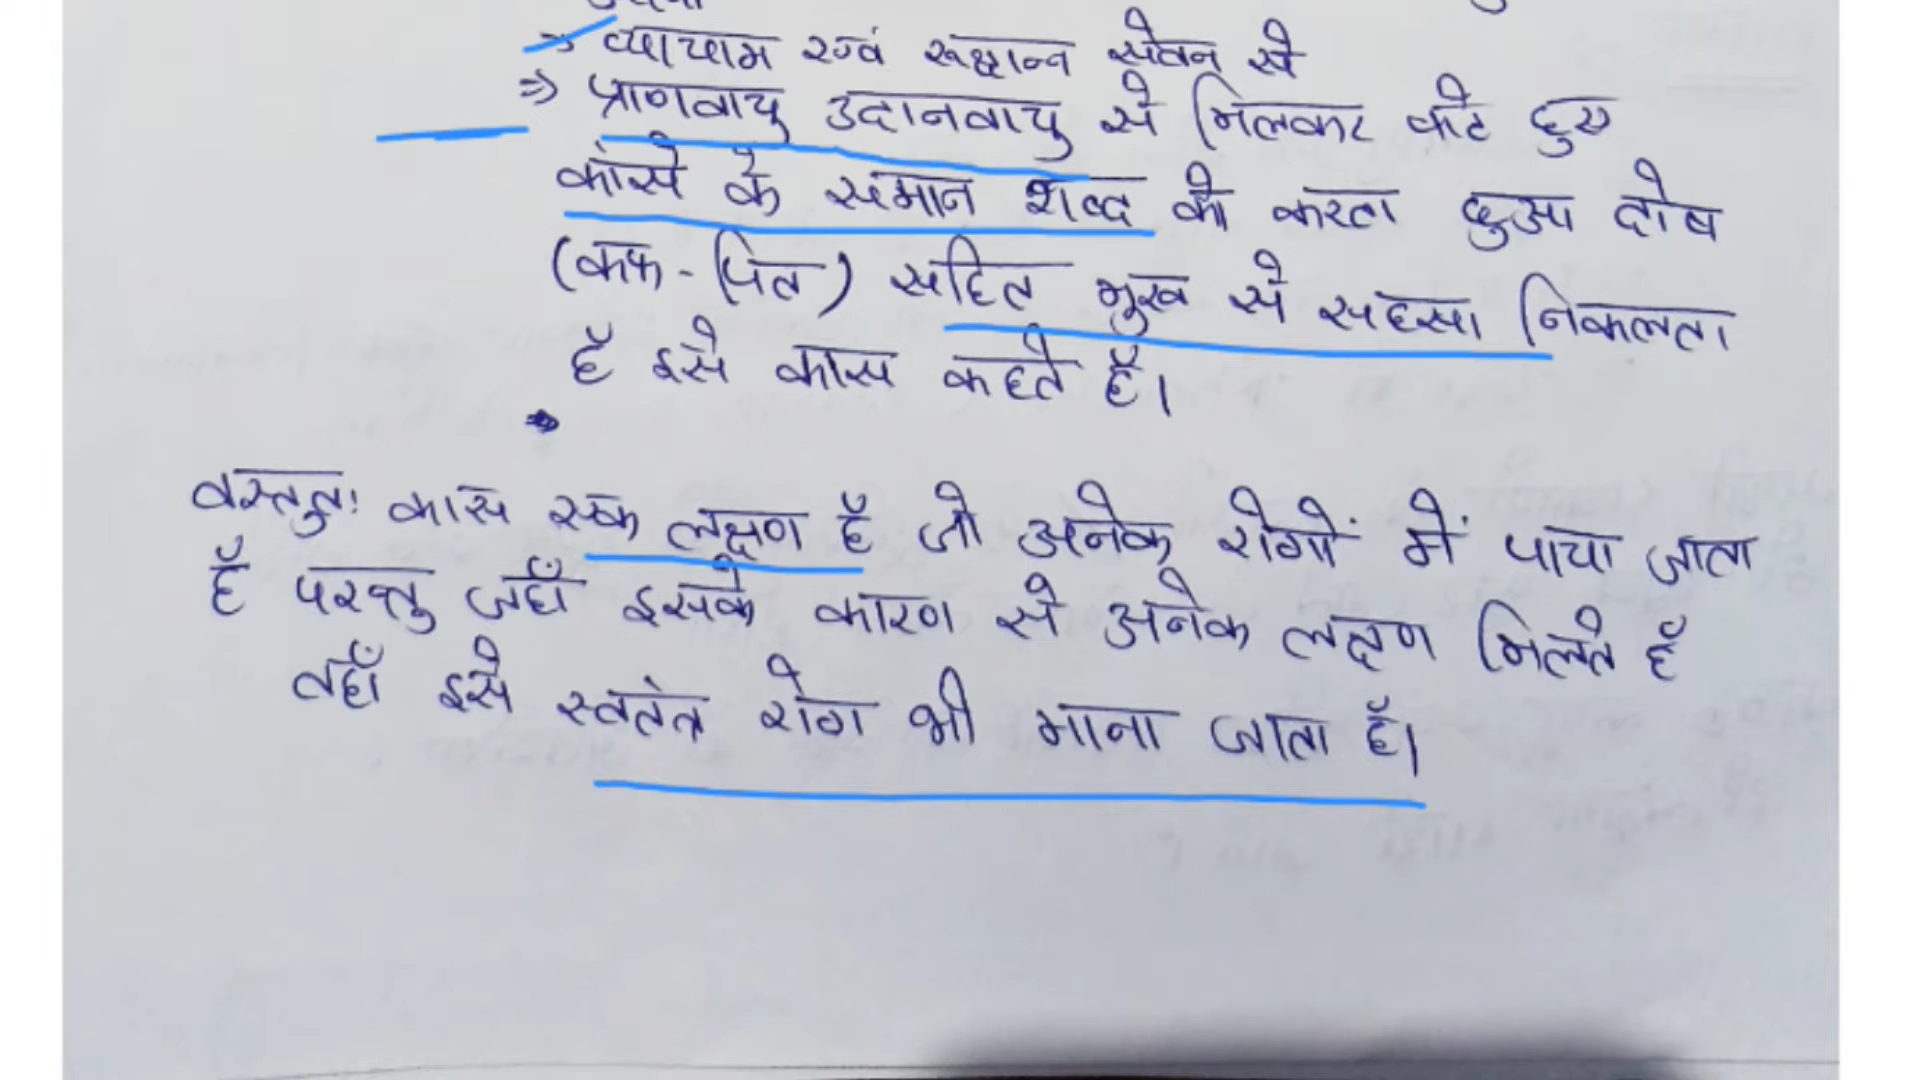 ⇒ व्यायाम एवं रूक्षान्न सेवन से
⇒ प्राणवायु उदानवायु से मिलकर फीटे हुए
काँसे के समान शब्द को करता हुआ दोष
(कफ-पित) सहित मुख से सहसा निकलता
है इसे कास कहते है।
वस्तुतः कास एक लक्षण है जो अनेक रोगों में पाया जाता
है परन्तु जहाँ इसके कारण से अनेक लक्षण मिलते है
वहाँ इसे स्वतंत्र रोग भी माना जाता है।